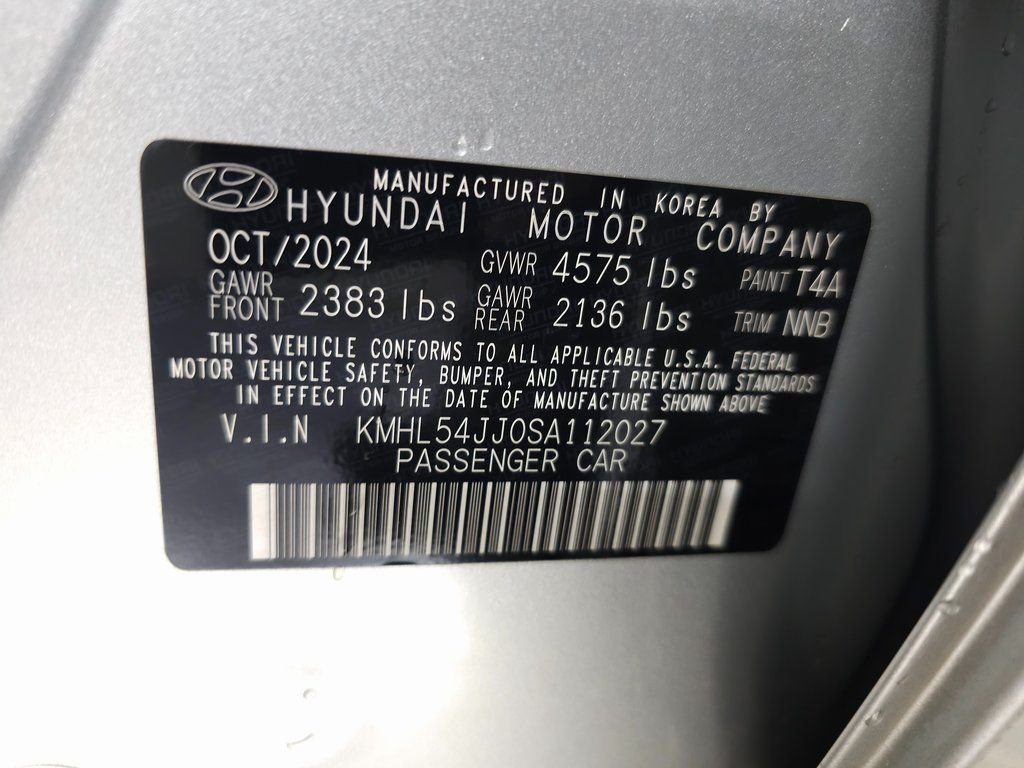 MANUFACTURED IN KOREA BY
HYUNDAI MOTOR COMPANY
OCT/2024 GVWR 4575 lbs PAINT T4A
GAWR FRONT 2383 lbs GAWR REAR 2136 lbs TRIM NNB
THIS VEHICLE CONFORMS TO ALL APPLICABLE U.S.A. FEDERAL
MOTOR VEHICLE SAFETY, BUMPER, AND THEFT PREVENTION STANDARDS
IN EFFECT ON THE DATE OF MANUFACTURE SHOWN ABOVE
V.I.N KMHL54JJ0SA112027
PASSENGER CAR